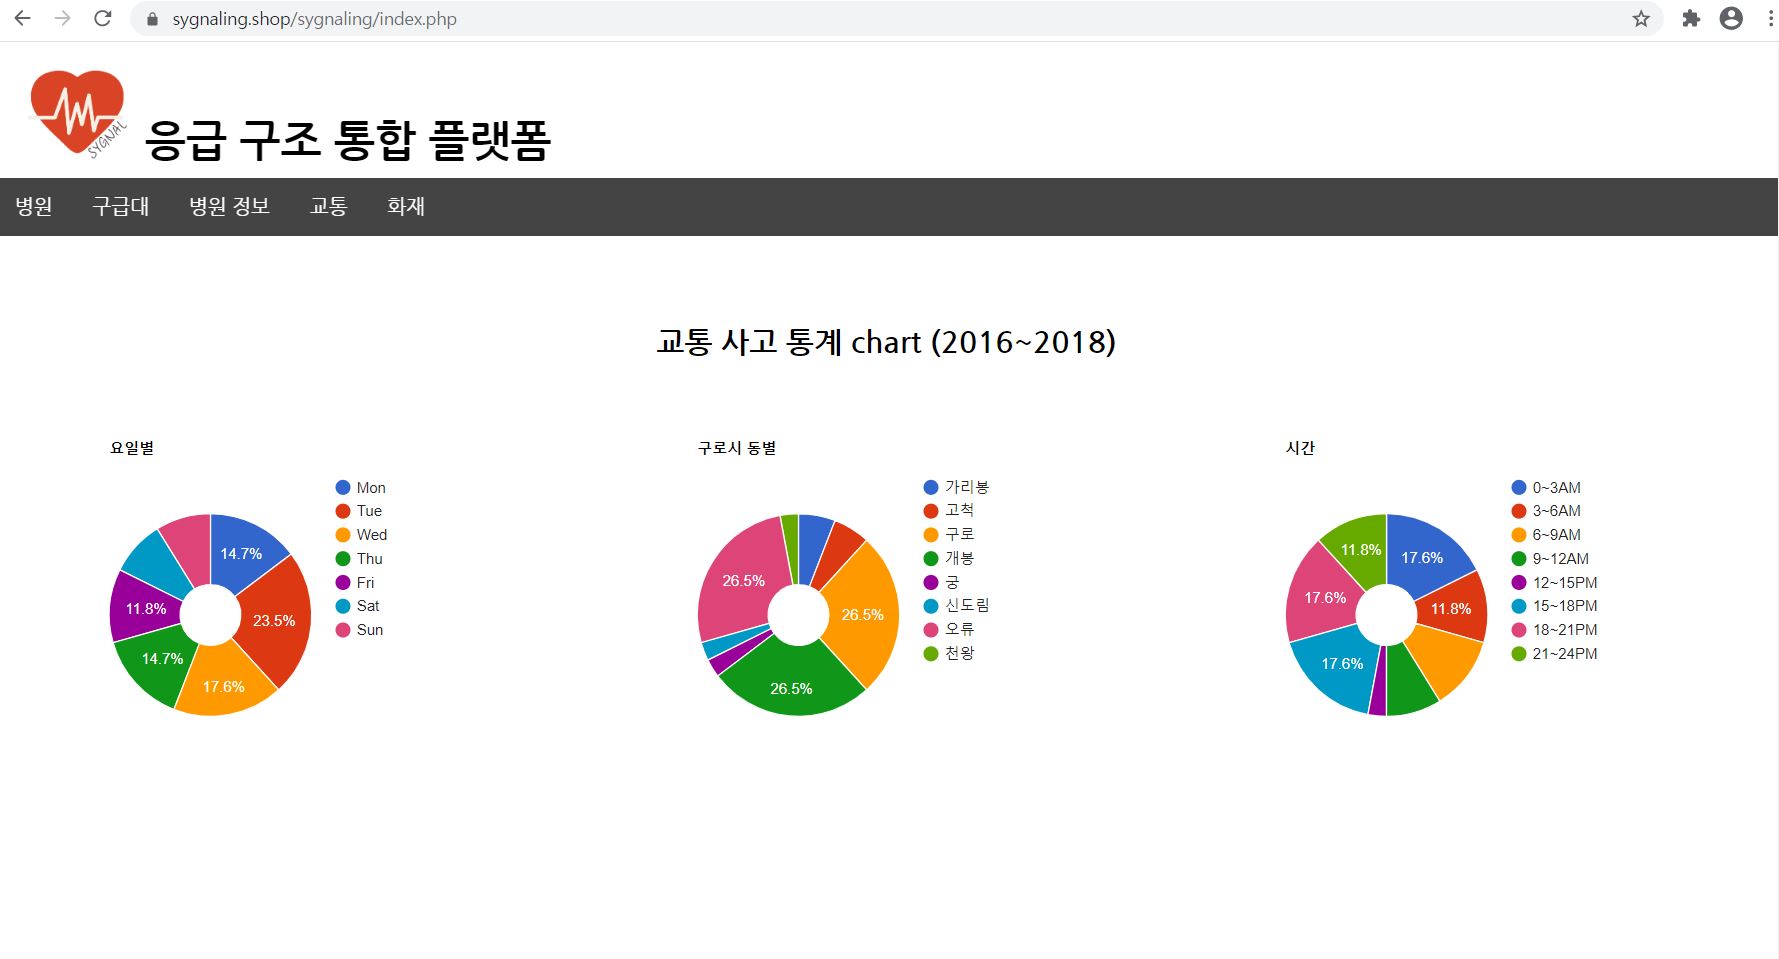 sygnaling.shop/sygnaling/index.php
SYGNAL
응급 구조 통합 플랫폼
병원 구급대 병원 정보 교통 화재
교통 사고 통계 chart (2016~2018)
요일별
14.7%
23.5%
17.6%
14.7%
11.8%
Mon
Tue
Wed
Thu
Fri
Sat
Sun
구로시 동별
26.5%
26.5%
26.5%
가리봉
고척
구로
개봉
궁
신도림
오류
천왕
시간
17.6%
11.8%
17.6%
17.6%
11.8%
0~3AM
3~6AM
6~9AM
9~12AM
12~15PM
15~18PM
18~21PM
21~24PM